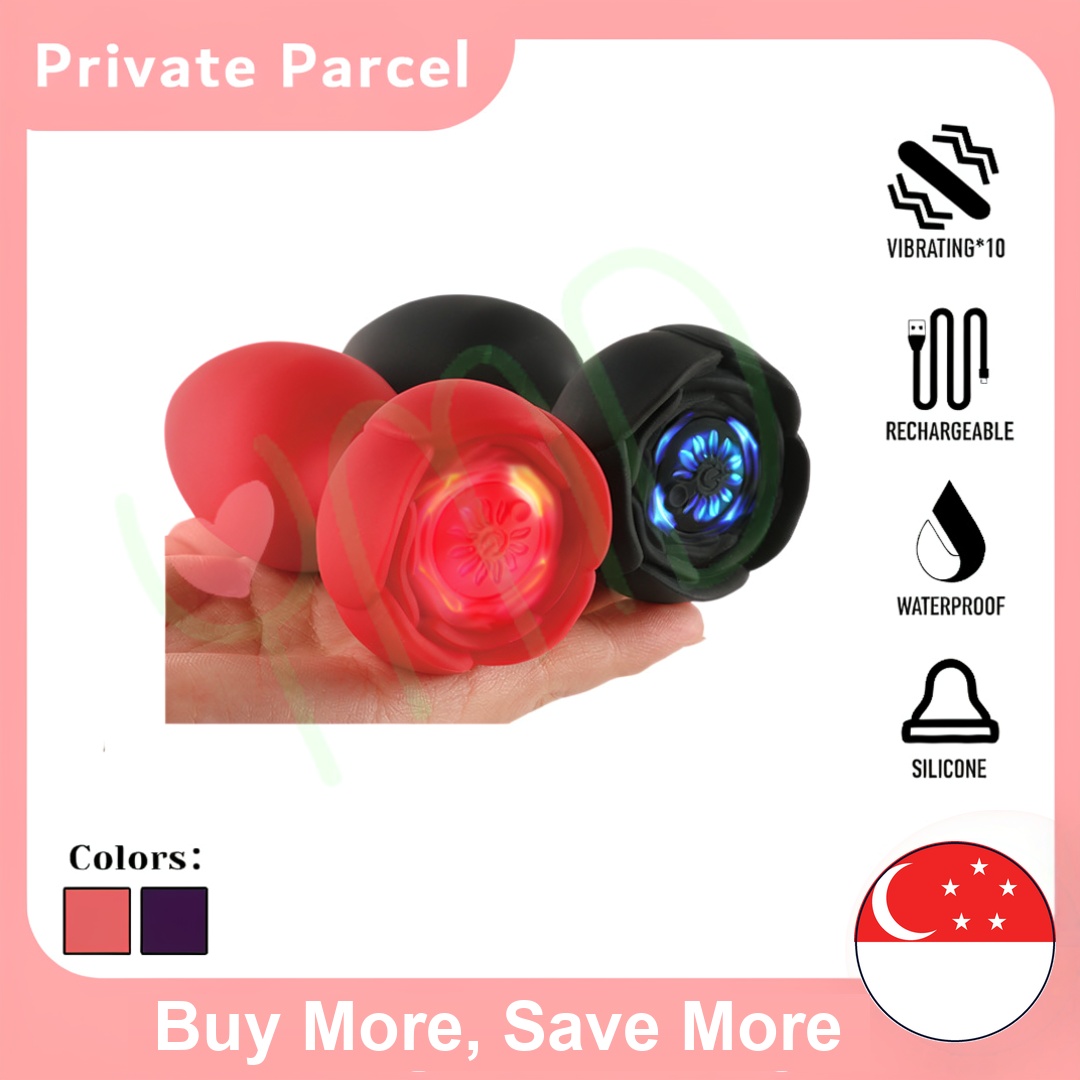 Private Parcel
VIBRATING*10
RECHARGEABLE
WATERPROOF
SILICONE
Colors:
Buy More, Save More